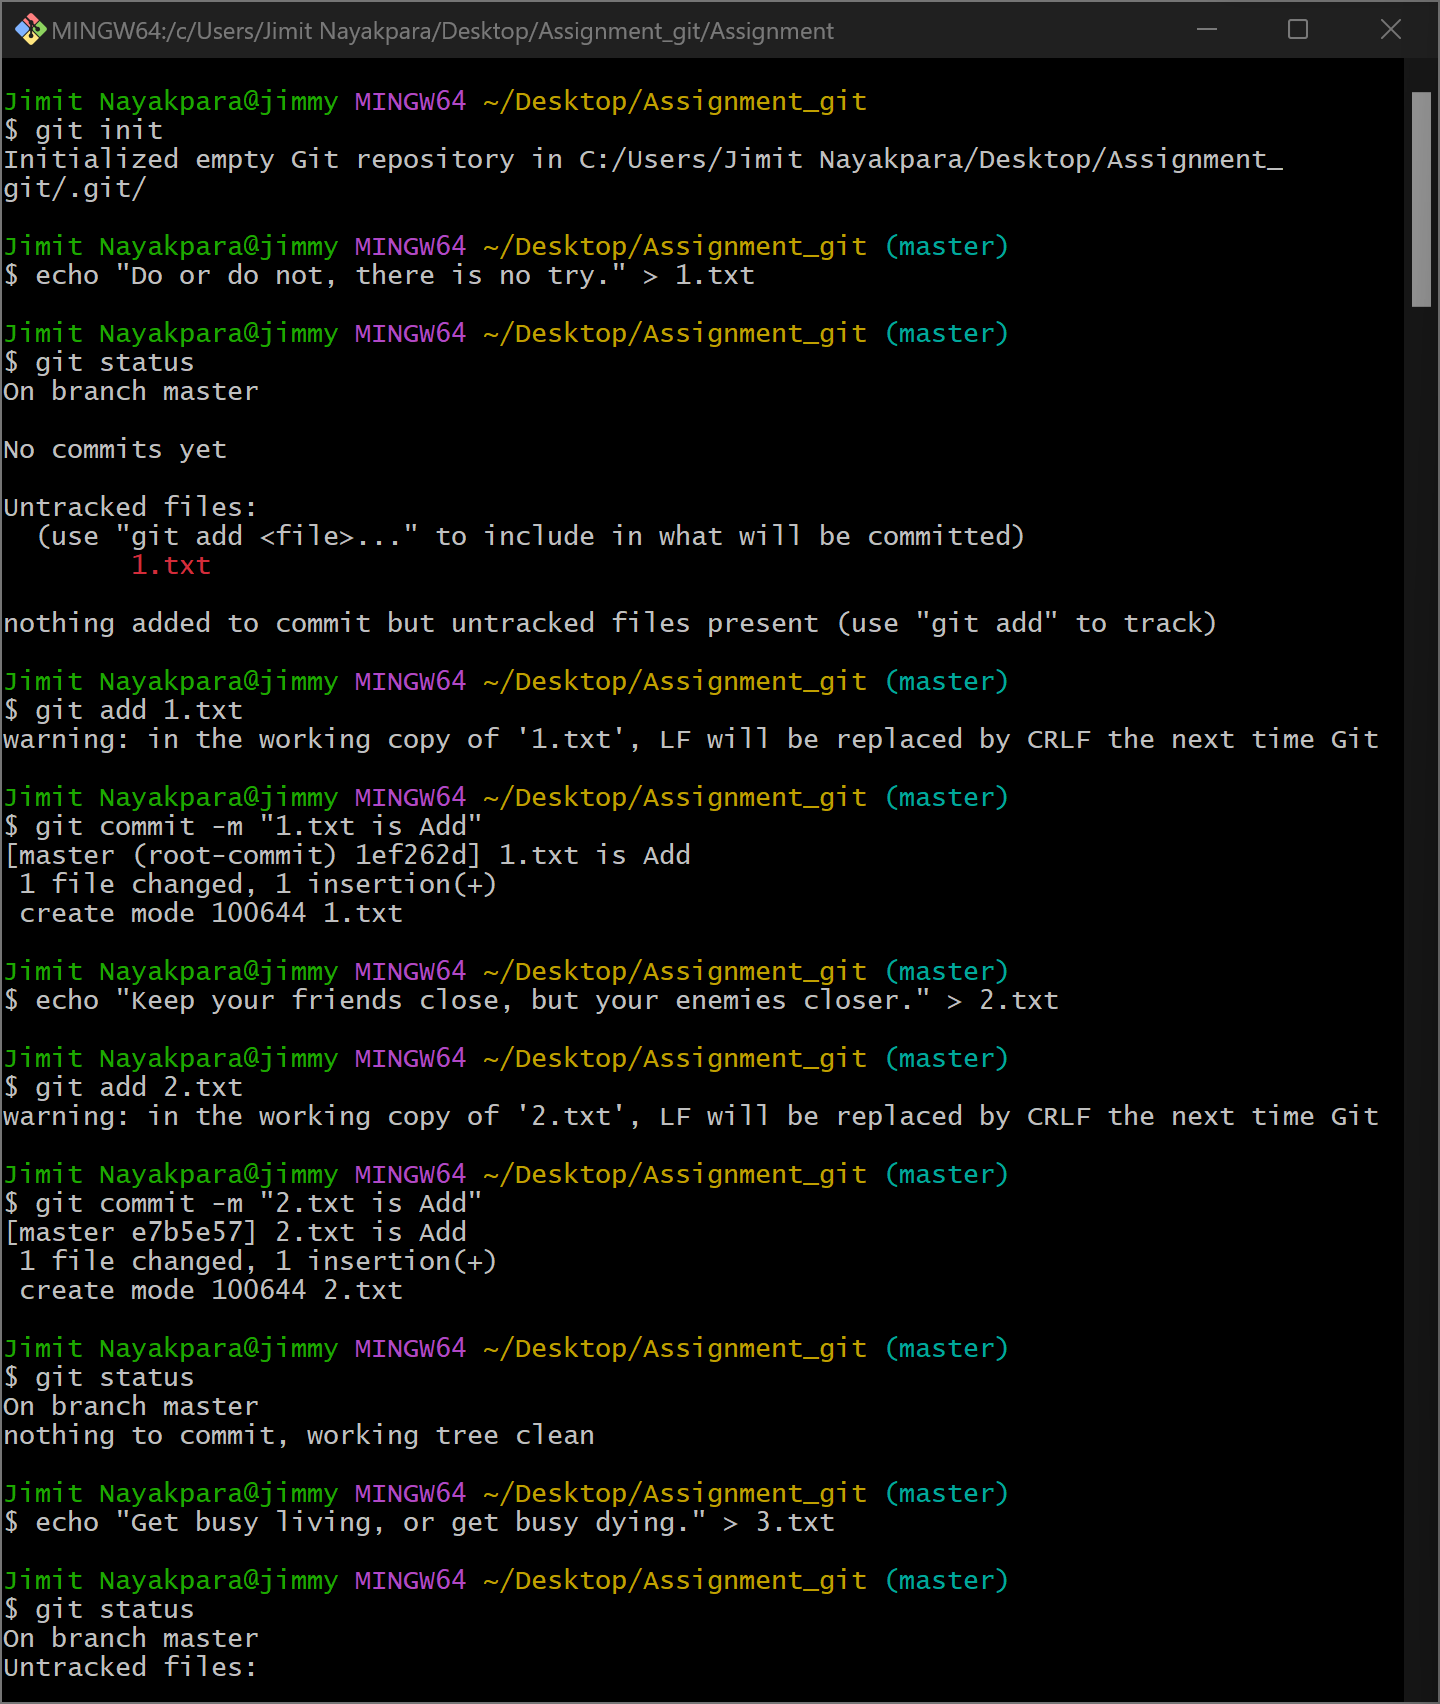 MINGW64:/c/Users/Jimit Nayakpara/Desktop/Assignment_git/Assignment
Jimit Nayakpara@jimmy MINGW64 ~/Desktop/Assignment_git
$ git init
Initialized empty Git repository in C:/Users/Jimit Nayakpara/Desktop/Assignment_
git/.git/
Jimit Nayakpara@jimmy MINGW64 ~/Desktop/Assignment_git (master)
$ echo "Do or do not, there is no try." > 1.txt
Jimit Nayakpara@jimmy MINGW64 ~/Desktop/Assignment_git (master)
$ git status
On branch master
No commits yet
Untracked files:
  (use "git add <file>..." to include in what will be committed)
        1.txt
nothing added to commit but untracked files present (use "git add" to track)
Jimit Nayakpara@jimmy MINGW64 ~/Desktop/Assignment_git (master)
$ git add 1.txt
warning: in the working copy of '1.txt', LF will be replaced by CRLF the next time Git
Jimit Nayakpara@jimmy MINGW64 ~/Desktop/Assignment_git (master)
$ git commit -m "1.txt is Add"
[master (root-commit) 1ef262d] 1.txt is Add
 1 file changed, 1 insertion(+)
 create mode 100644 1.txt
Jimit Nayakpara@jimmy MINGW64 ~/Desktop/Assignment_git (master)
$ echo "Keep your friends close, but your enemies closer." > 2.txt
Jimit Nayakpara@jimmy MINGW64 ~/Desktop/Assignment_git (master)
$ git add 2.txt
warning: in the working copy of '2.txt', LF will be replaced by CRLF the next time Git
Jimit Nayakpara@jimmy MINGW64 ~/Desktop/Assignment_git (master)
$ git commit -m "2.txt is Add"
[master e7b5e57] 2.txt is Add
 1 file changed, 1 insertion(+)
 create mode 100644 2.txt
Jimit Nayakpara@jimmy MINGW64 ~/Desktop/Assignment_git (master)
$ git status
On branch master
nothing to commit, working tree clean
Jimit Nayakpara@jimmy MINGW64 ~/Desktop/Assignment_git (master)
$ echo "Get busy living, or get busy dying." > 3.txt
Jimit Nayakpara@jimmy MINGW64 ~/Desktop/Assignment_git (master)
$ git status
On branch master
Untracked files: